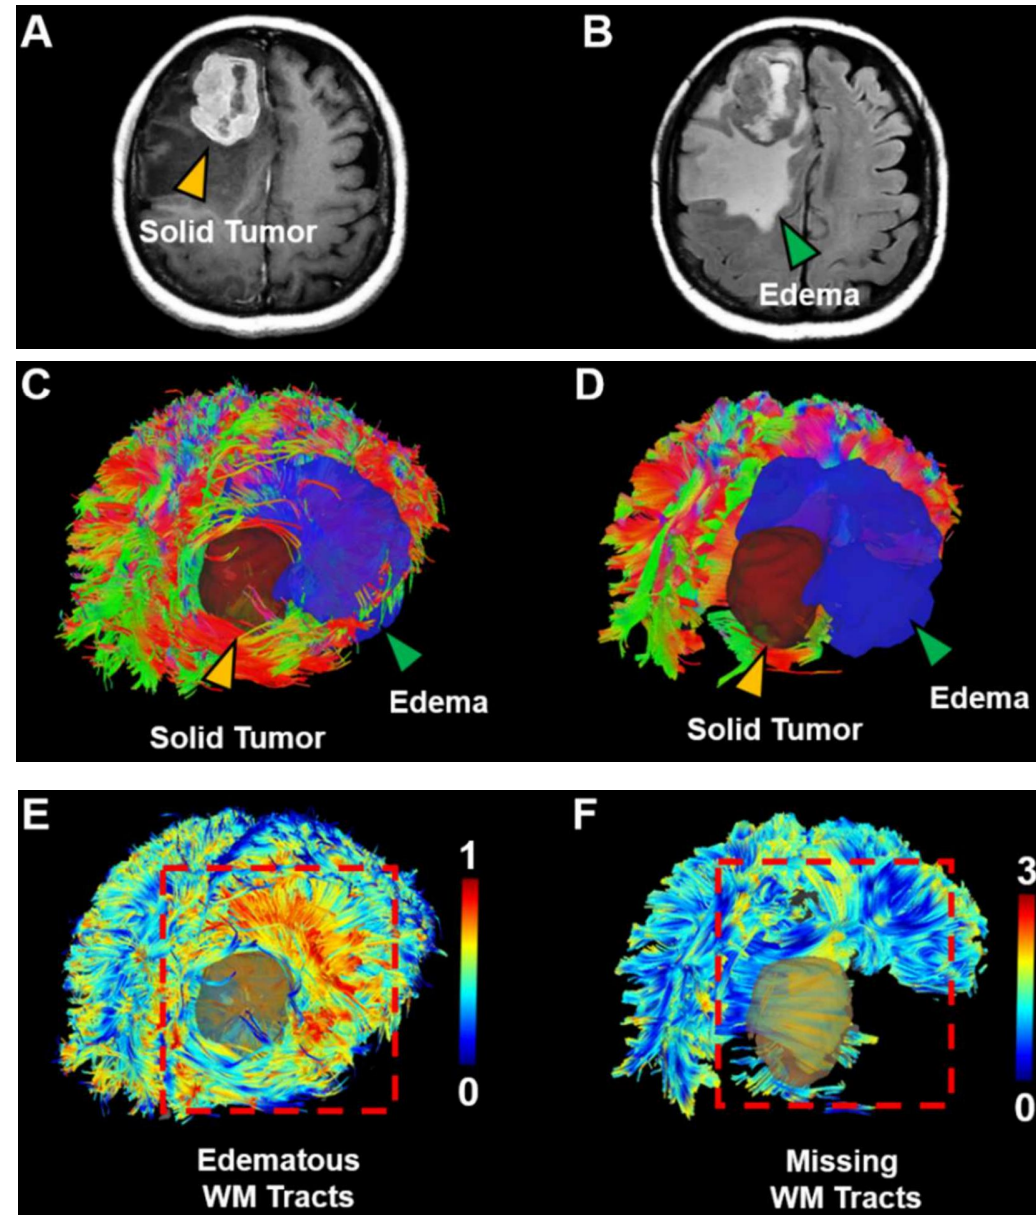 A
B
Solid Tumor
Edema
C
D
Edema
Solid Tumor
Edema
Solid Tumor
E
F
1
0
3
0
Edematous
WM Tracts
Missing
WM Tracts